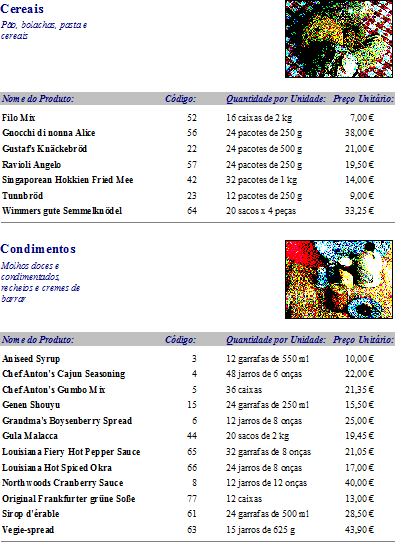 Cereais
Pão, bolachas, pasta e
cereais
Nome do Produto: Código: Quantidade por Unidade: Preço Unitário:
Filo Mix 52 16 caixas de 2 kg 7,00 €
Gnocchi di nonna Alice 56 24 pacotes de 250 g 38,00 €
Gustaf's Knäckebröd 22 24 pacotes de 500 g 21,00 €
Ravioli Angelo 57 24 pacotes de 250 g 19,50 €
Singaporean Hokkien Fried Mee 42 32 pacotes de 1 kg 14,00 €
Tunnbröd 23 12 pacotes de 250 g 9,00 €
Wimmers gute Semmelknödel 64 20 sacos x 4 peças 33,25 €
Condimentos
Molhos doces e
condimentados,
recheios e cremes de
barrar
Nome do Produto: Código: Quantidade por Unidade: Preço Unitário:
Aniseed Syrup 3 12 garrafas de 550 ml 10,00 €
Chef Anton's Cajun Seasoning 4 48 jarros de 6 onças 22,00 €
Chef Anton's Gumbo Mix 5 36 caixas 21,35 €
Genen Shouyu 15 24 garrafas de 250 ml 15,50 €
Grandma's Boysenberry Spread 6 12 jarros de 8 onças 25,00 €
Gula Malacca 44 20 sacos de 2 kg 19,45 €
Louisiana Fiery Hot Pepper Sauce 65 32 garrafas de 8 onças 21,05 €
Louisiana Hot Spiced Okra 66 24 jarros de 8 onças 17,00 €
Northwoods Cranberry Sauce 8 12 jarros de 12 onças 40,00 €
Original Frankfurter grüne Soße 77 12 caixas 13,00 €
Sirop d'érable 61 24 garrafas de 500 ml 28,50 €
Vegie-spread 63 15 jarros de 625 g 43,90 €